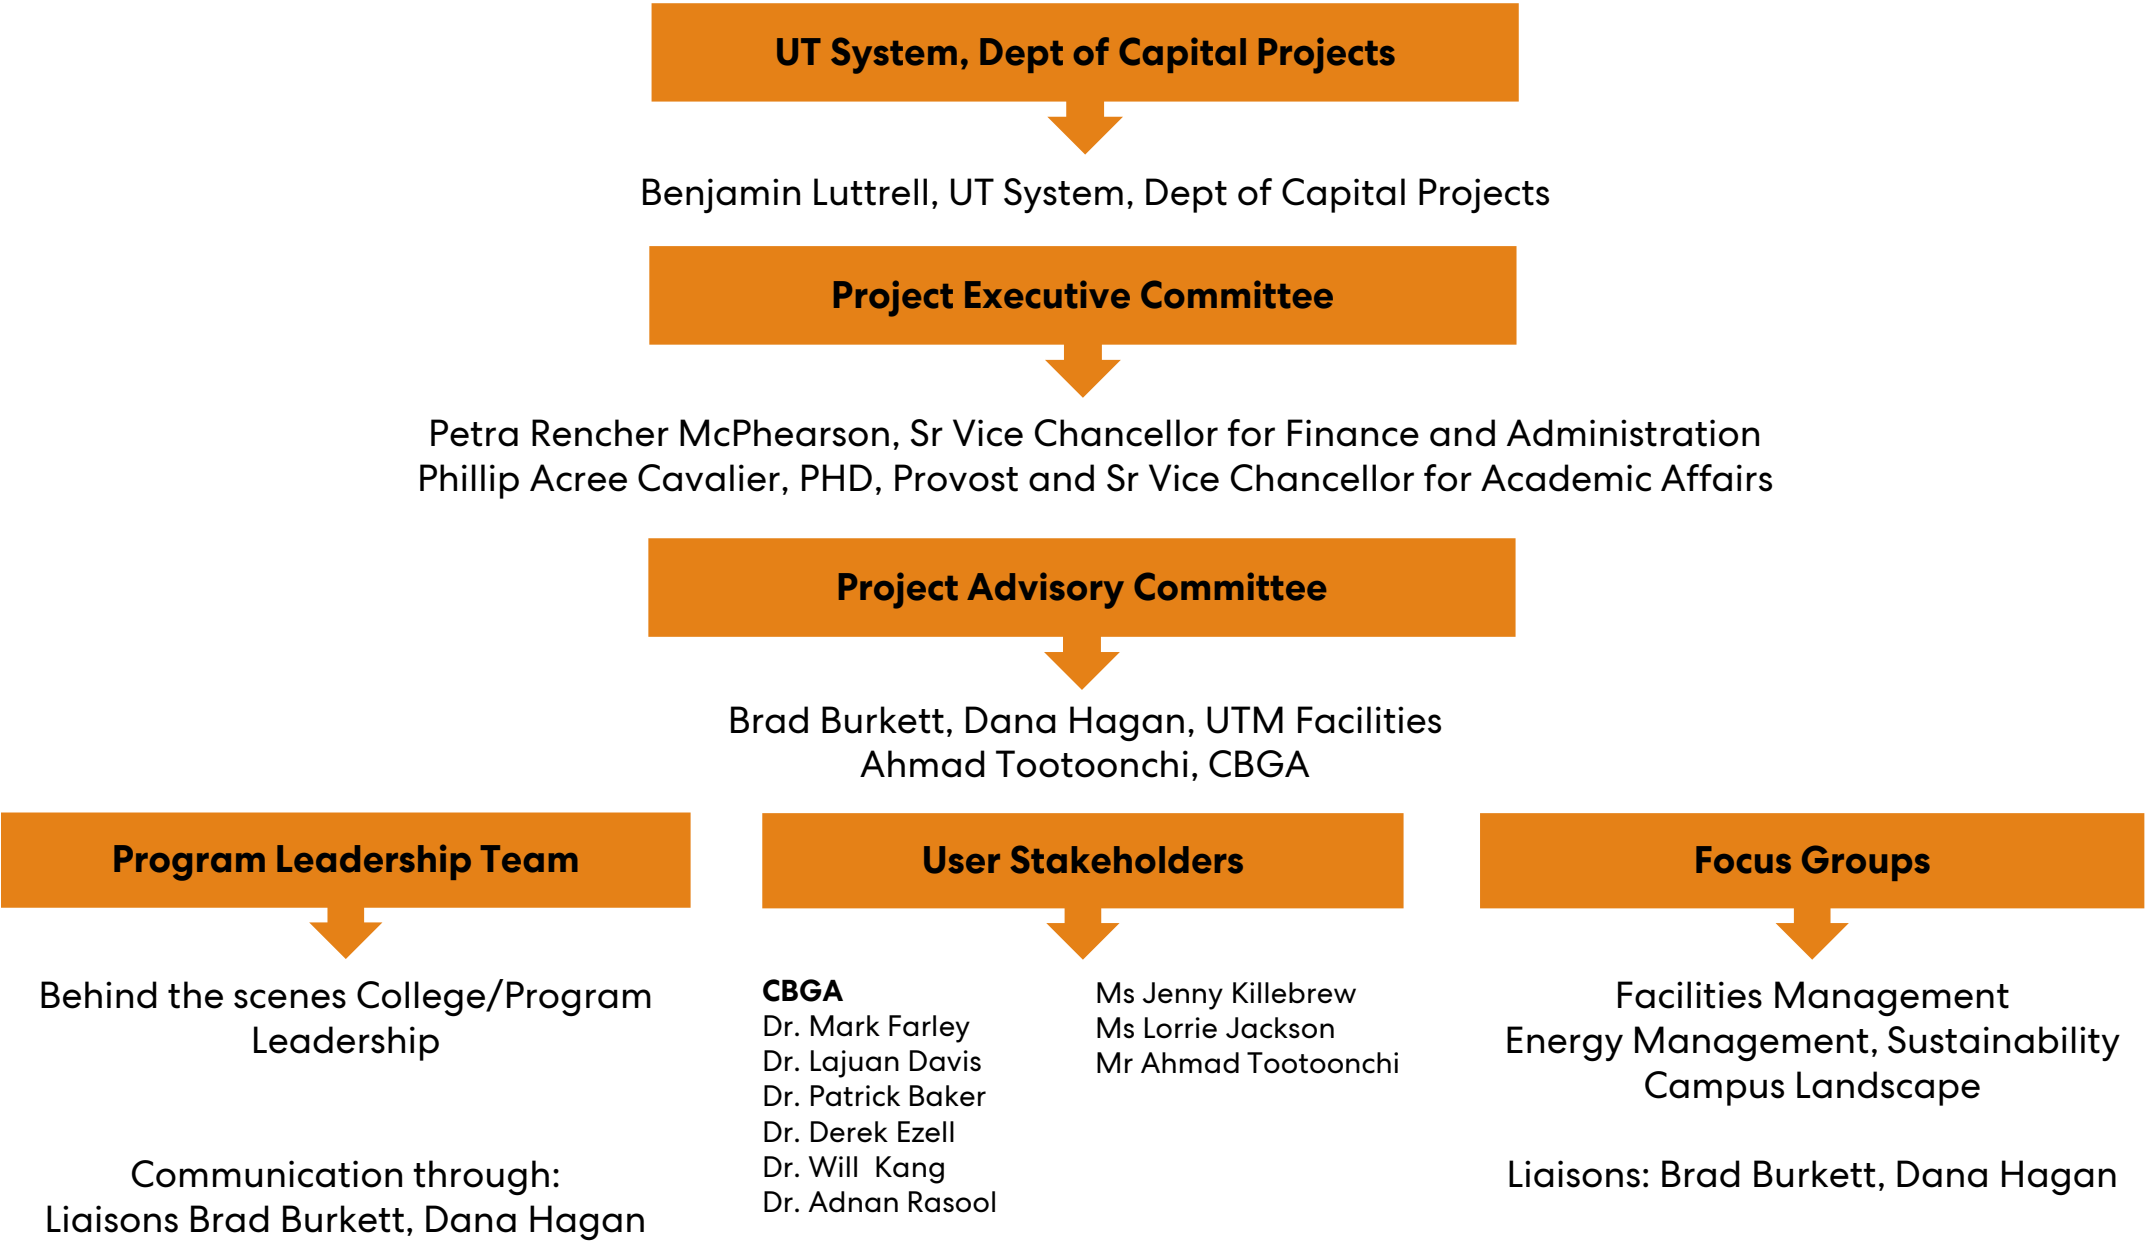 UT System, Dept of Capital Projects
Benjamin Luttrell, UT System, Dept of Capital Projects
Project Executive Committee
Petra Rencher McPhearson, Sr Vice Chancellor for Finance and Administration
Phillip Acree Cavalier, PHD, Provost and Sr Vice Chancellor for Academic Affairs
Project Advisory Committee
Brad Burkett, Dana Hagan, UTM Facilities
Ahmad Tootoonchi, CBGA
Program Leadership Team
Behind the scenes College/Program
Leadership
Communication through:
Liaisons Brad Burkett, Dana Hagan
User Stakeholders
CBGA
Dr. Mark Farley
Dr. Lajuan Davis
Dr. Patrick Baker
Dr. Derek Ezell
Dr. Will  Kang
Dr. Adnan Rasool
Ms Jenny Killebrew
Ms Lorrie Jackson
Mr Ahmad Tootoonchi
Focus Groups
Facilities Management
Energy Management, Sustainability
Campus Landscape
Liaisons: Brad Burkett, Dana Hagan